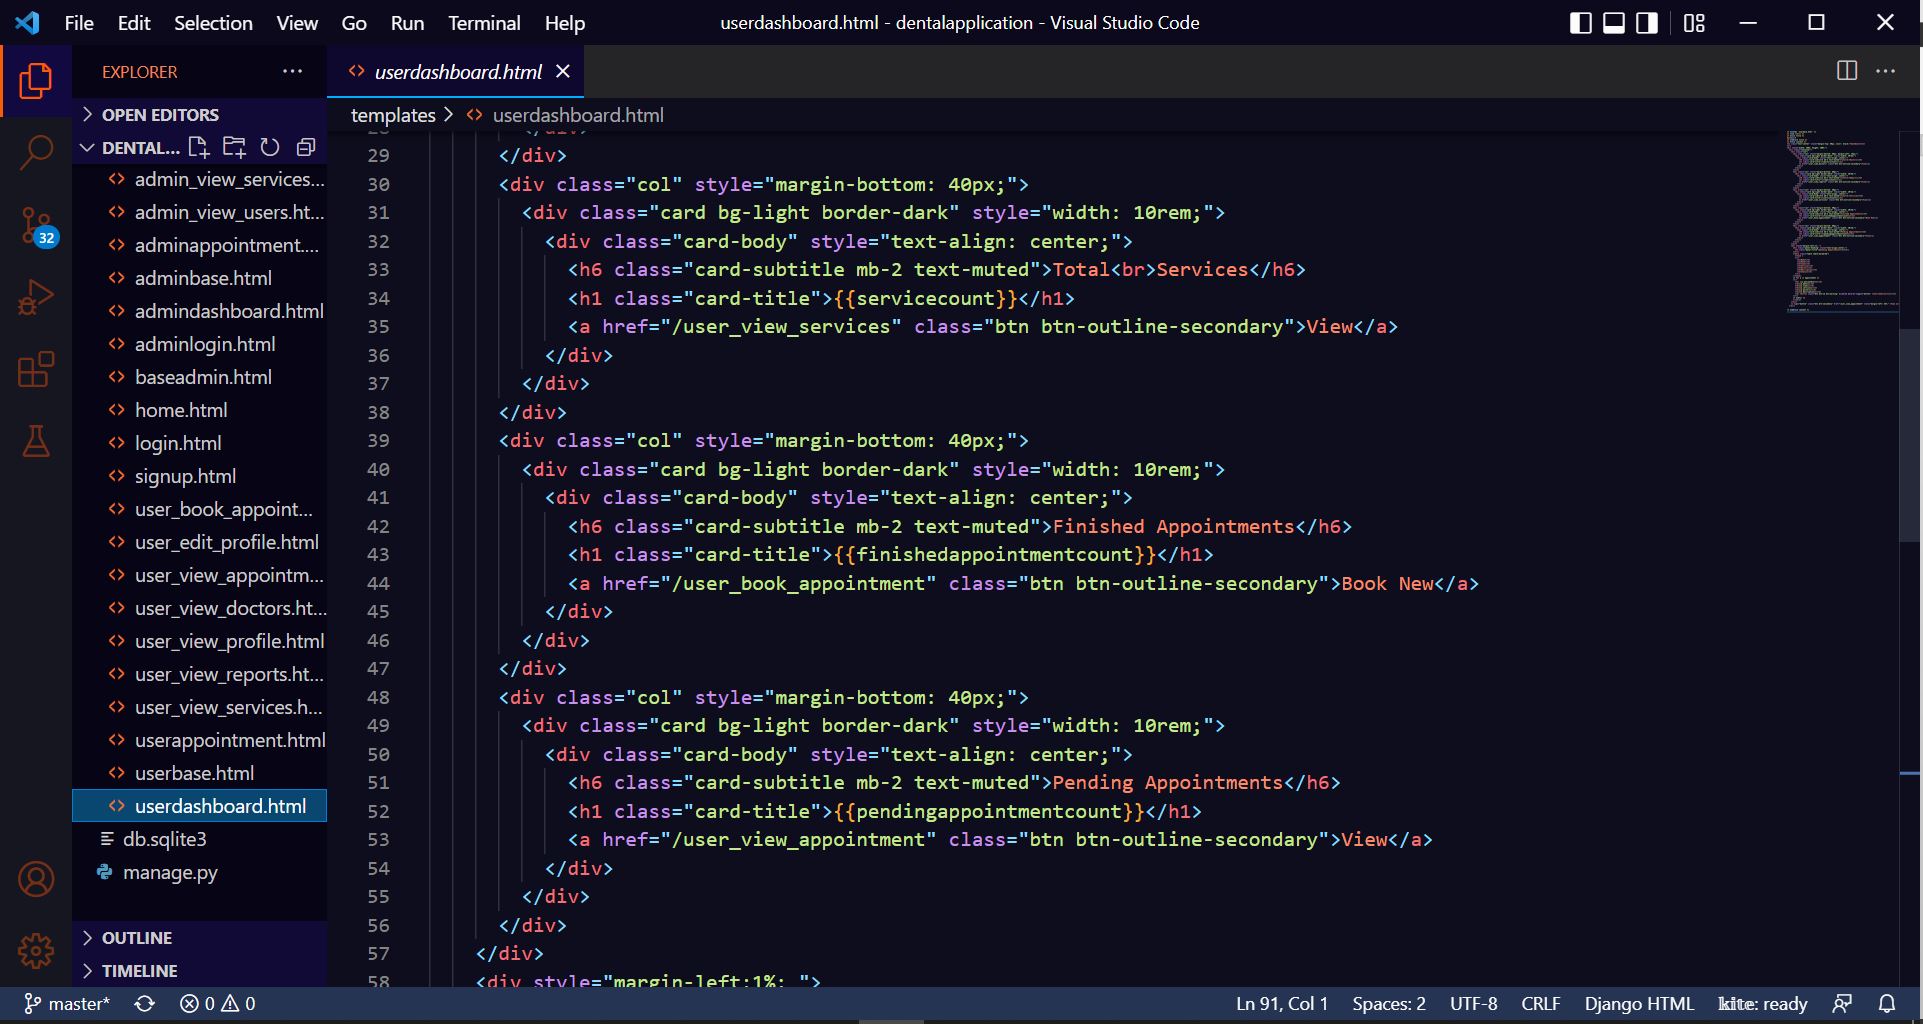 File Edit Selection View Go Run Terminal Help
userdashboard.html - dentalapplication - Visual Studio Code
EXPLORER
userdashboard.html
OPEN EDITORS
templates > userdashboard.html
DENTAL...
admin_view_services...
admin_view_users.ht...
adminappointment....
adminbase.html
admindashboard.html
adminlogin.html
baseadmin.html
home.html
login.html
signup.html
user_book_appoint...
user_edit_profile.html
user_view_appointm...
user_view_doctors.ht...
user_view_profile.html
user_view_reports.ht...
user_view_services.h...
userappointment.html
userbase.html
userdashboard.html
db.sqlite3
manage.py
OUTLINE
TIMELINE
32
28 </div>
29 </div>
30 <div class="col" style="margin-bottom: 40px;">
31 <div class="card bg-light border-dark" style="width: 10rem;">
32 <div class="card-body" style="text-align: center;">
33 <h6 class="card-subtitle mb-2 text-muted">Total<br>Services</h6>
34 <h1 class="card-title">{{servicecount}}</h1>
35 <a href="/user_view_services" class="btn btn-outline-secondary">View</a>
36 </div>
37 </div>
38 </div>
39 <div class="col" style="margin-bottom: 40px;">
40 <div class="card bg-light border-dark" style="width: 10rem;">
41 <div class="card-body" style="text-align: center;">
42 <h6 class="card-subtitle mb-2 text-muted">Finished Appointments</h6>
43 <h1 class="card-title">{{finishedappointmentcount}}</h1>
44 <a href="/user_book_appointment" class="btn btn-outline-secondary">Book New</a>
45 </div>
46 </div>
47 </div>
48 <div class="col" style="margin-bottom: 40px;">
49 <div class="card bg-light border-dark" style="width: 10rem;">
50 <div class="card-body" style="text-align: center;">
51 <h6 class="card-subtitle mb-2 text-muted">Pending Appointments</h6>
52 <h1 class="card-title">{{pendingappointmentcount}}</h1>
53 <a href="/user_view_appointment" class="btn btn-outline-secondary">View</a>
54 </div>
55 </div>
56 </div>
57 </div>
58 <div style="margin-left:1%; ">
master* 0 0
Ln 91, Col 1 Spaces: 2 UTF-8 CRLF Django HTML kite: ready